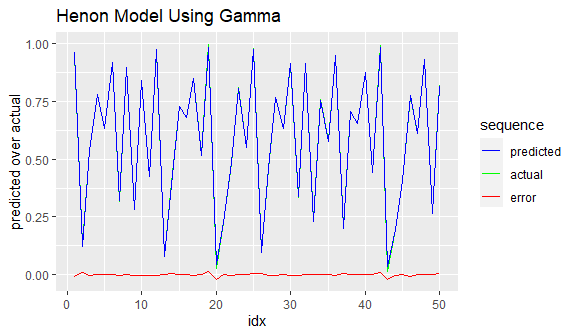 Henon Model Using Gamma
predicted over actual
1.00
0.75
0.50
0.25
0.00
0
10
20
30
40
50
idx
sequence
predicted
actual
error